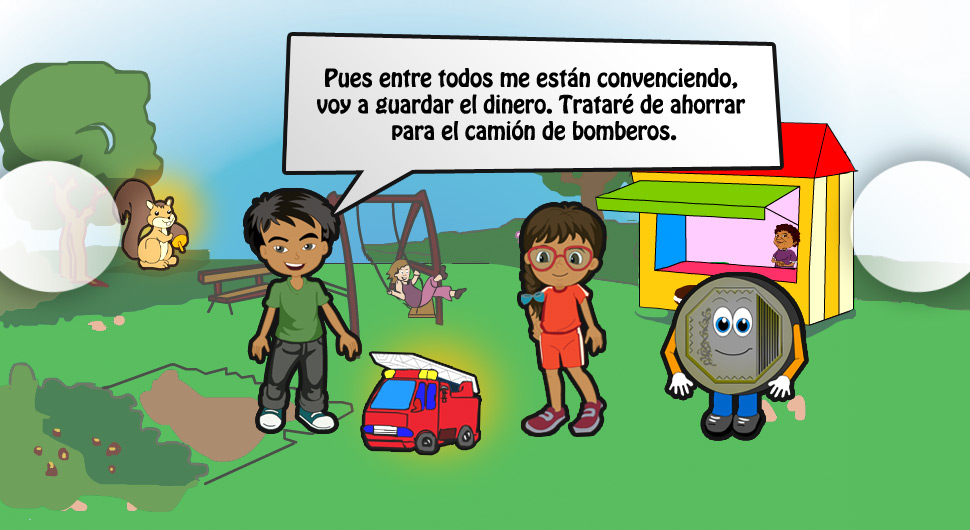 Pues entre todos me están convenciendo,
voy a guardar el dinero. Trataré de ahorrar
para el camión de bomberos.